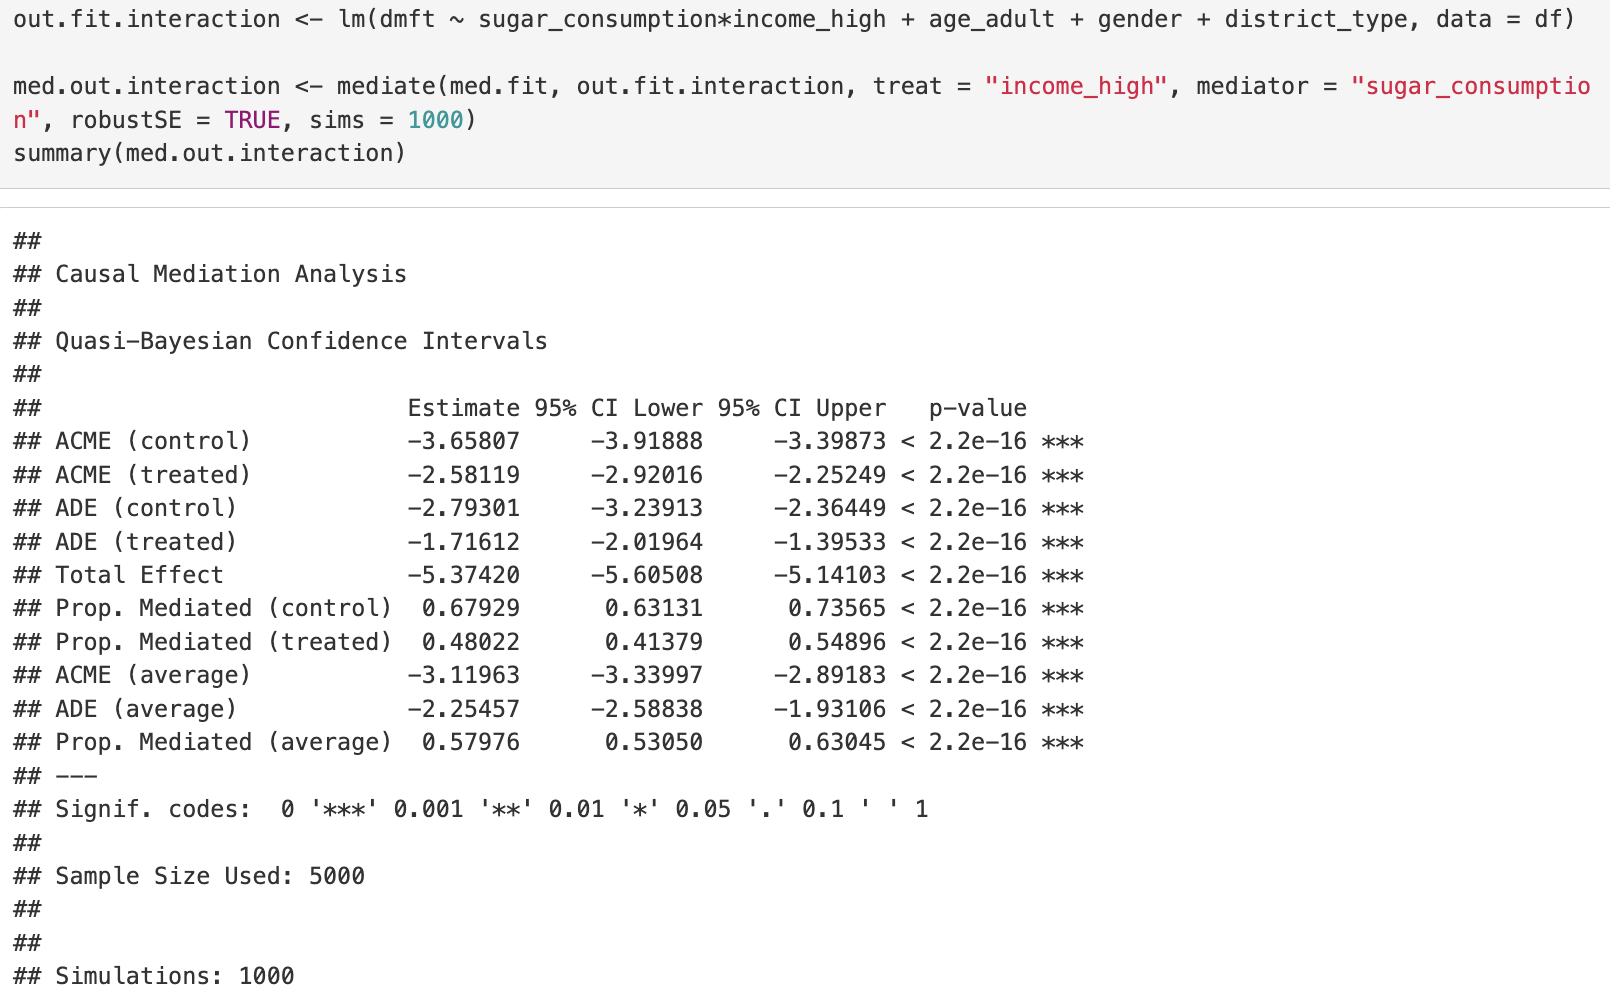 out.fit.interaction <- lm(dmft ~ sugar_consumption*income_high + age_adult + gender + district_type, data = df)
med.out.interaction <- mediate(med.fit, out.fit.interaction, treat = "income_high", mediator = "sugar_consumptio
n", robustSE = TRUE, sims = 1000)
summary(med.out.interaction)
##
## Causal Mediation Analysis
##
## Quasi-Bayesian Confidence Intervals
##
##                          Estimate 95% CI Lower 95% CI Upper   p-value
## ACME (control)           -3.65807     -3.91888     -3.39873 < 2.2e-16 ***
## ACME (treated)           -2.58119     -2.92016     -2.25249 < 2.2e-16 ***
## ADE (control)            -2.79301     -3.23913     -2.36449 < 2.2e-16 ***
## ADE (treated)            -1.71612     -2.01964     -1.39533 < 2.2e-16 ***
## Total Effect             -5.37420     -5.60508     -5.14103 < 2.2e-16 ***
## Prop. Mediated (control)  0.67929      0.63131      0.73565 < 2.2e-16 ***
## Prop. Mediated (treated)  0.48022      0.41379      0.54896 < 2.2e-16 ***
## ACME (average)           -3.11963     -3.33997     -2.89183 < 2.2e-16 ***
## ADE (average)            -2.25457     -2.58838     -1.93106 < 2.2e-16 ***
## Prop. Mediated (average)  0.57976      0.53050      0.63045 < 2.2e-16 ***
## ---
## Signif. codes:  0 '***' 0.001 '**' 0.01 '*' 0.05 '.' 0.1 ' ' 1
##
## Sample Size Used: 5000
##
##
## Simulations: 1000